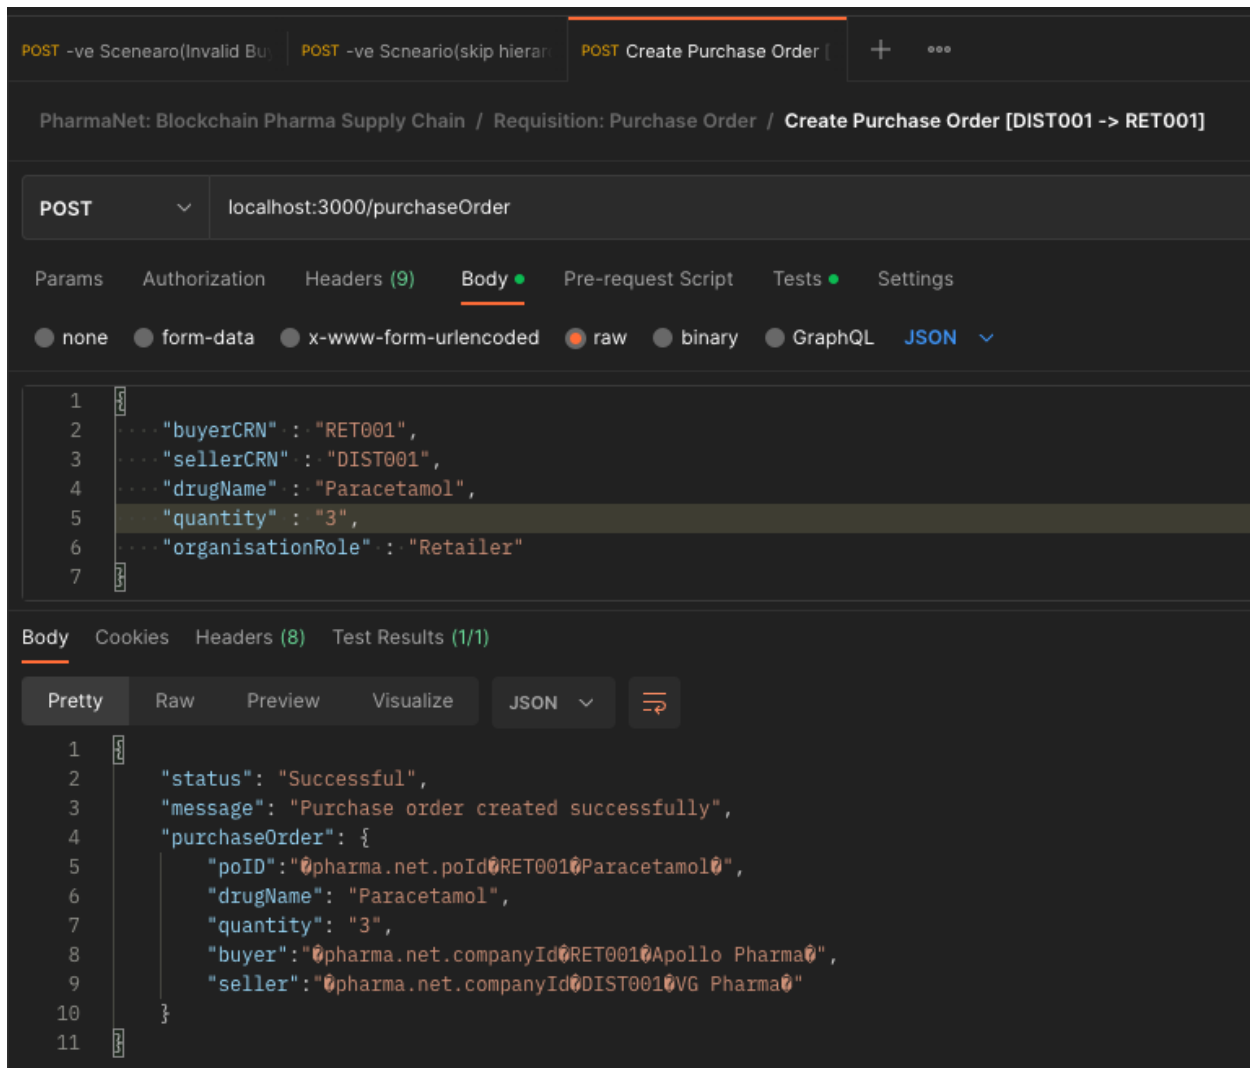 POST -ve Scenearo(Invalid Bu
POST -ve Scneario(skip hierar
POST Create Purchase Order [
PharmaNet: Blockchain Pharma Supply Chain / Requisition: Purchase Order / Create Purchase Order [DIST001 -> RET001]
POST localhost:3000/purchaseOrder
Params Authorization Headers (9) Body Pre-request Script Tests Settings
none form-data x-www-form-urlencoded raw binary GraphQL JSON
1 {
2 "buyerCRN" : "RET001",
3 "sellerCRN" : "DIST001",
4 "drugName" : "Paracetamol",
5 "quantity" : "3",
6 "organisationRole" : "Retailer"
7 }
Body Cookies Headers (8) Test Results (1/1)
Pretty Raw Preview Visualize JSON
1 {
2 "status": "Successful",
3 "message": "Purchase order created successfully",
4 "purchaseOrder": {
5 "poID":"�pharma.net.poId�RET001�Paracetamol�",
6 "drugName": "Paracetamol",
7 "quantity": "3",
8 "buyer":"�pharma.net.companyId�RET001�Apollo Pharma�",
9 "seller":"�pharma.net.companyId�DIST001�VG Pharma�"
10 }
11 }